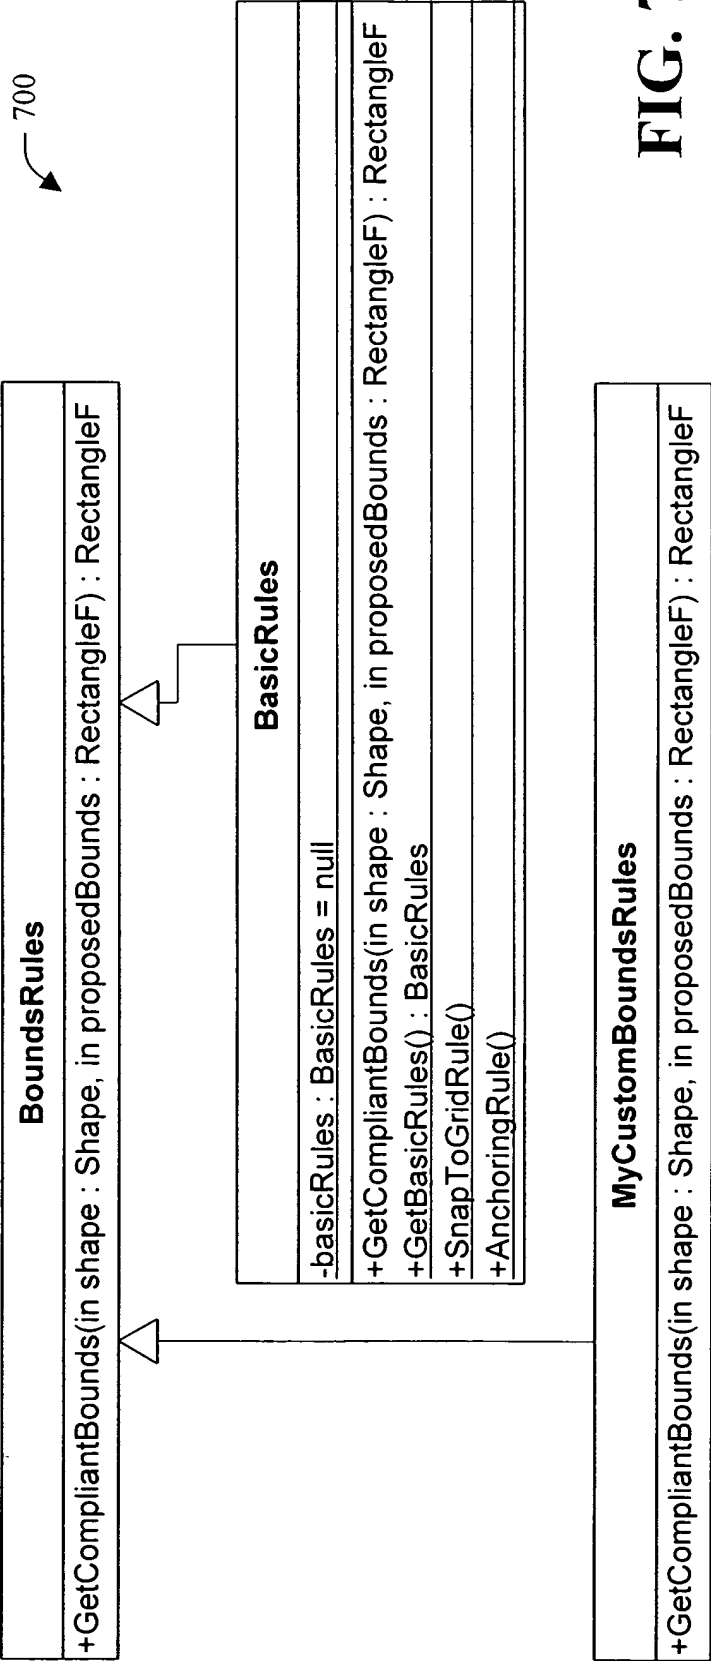 700
BoundsRules
+GetCompliantBounds(in shape : Shape, in proposedBounds : RectangleF) : RectangleF
BasicRules
-basicRules : BasicRules = null
+GetCompliantBounds(in shape : Shape, in proposedBounds : RectangleF) : RectangleF
+GetBasicRules() : BasicRules
+SnapToGridRule()
+AnchoringRule()
MyCustomBoundsRules
+GetCompliantBounds(in shape : Shape, in proposedBounds : RectangleF) : RectangleF
FIG.